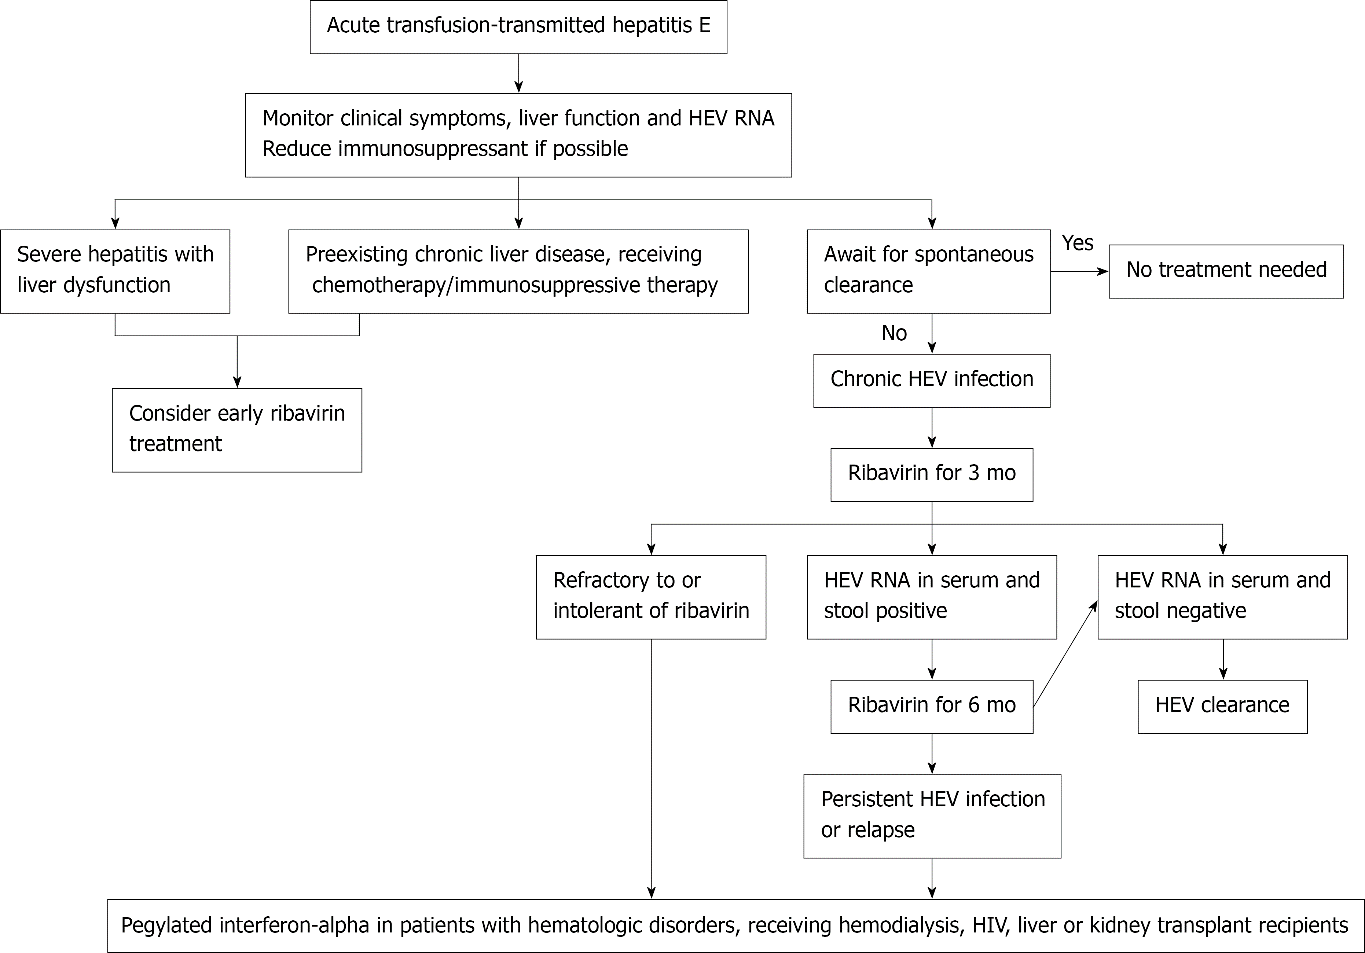 Acute transfusion-transmitted hepatitis E
Monitor clinical symptoms, liver function and HEV RNA
Reduce immunosuppressant if possible
Severe hepatitis with
liver dysfunction
Preexisting chronic liver disease, receiving
chemotherapy/immunosuppressive therapy
Await for spontaneous
clearance
Yes
No treatment needed
No
Chronic HEV infection
Consider early ribavirin
treatment
Ribavirin for 3 mo
Refractory to or
intolerant of ribavirin
HEV RNA in serum and
stool positive
HEV RNA in serum and
stool negative
Ribavirin for 6 mo
HEV clearance
Persistent HEV infection
or relapse
Pegylated interferon-alpha in patients with hematologic disorders, receiving hemodialysis, HIV, liver or kidney transplant recipients